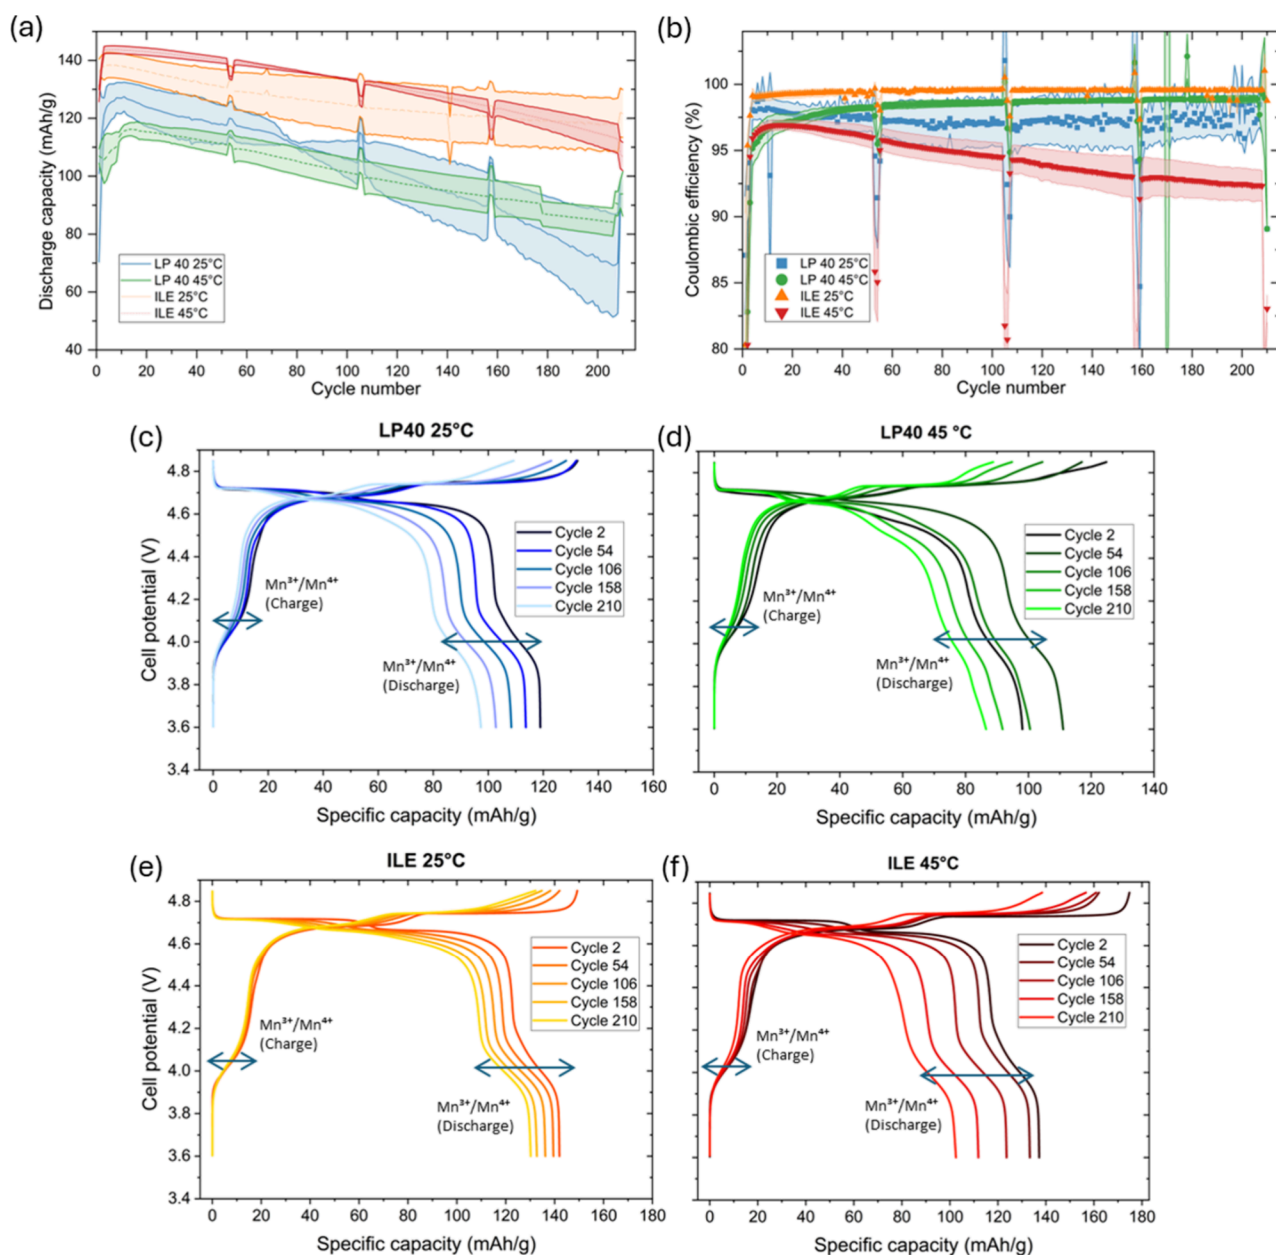 (a)
Discharge capacity (mAh/g)
140
120
100
80
60
40
LP 40 25°C
LP 40 45°C
ILE 25°C
ILE 45°C
0 20 40 60 80 100 120 140 160 180 200
Cycle number
(b)
Coulombic efficiency (%)
100
95
90
85
80
LP 40 25°C
LP 40 45°C
ILE 25°C
ILE 45°C
0 20 40 60 80 100 120 140 160 180 200
Cycle number
(c)
LP40 25°C
Cell potential (V)
4.8
4.6
4.4
4.2
4.0
3.8
3.6
3.4
Cycle 2
Cycle 54
Cycle 106
Cycle 158
Cycle 210
Mn³⁺/Mn⁴⁺
(Charge)
Mn³⁺/Mn⁴⁺
(Discharge)
0 20 40 60 80 100 120 140 160
Specific capacity (mAh/g)
(d)
LP40 45 °C
Cycle 2
Cycle 54
Cycle 106
Cycle 158
Cycle 210
Mn³⁺/Mn⁴⁺
(Charge)
Mn³⁺/Mn⁴⁺
(Discharge)
0 20 40 60 80 100 120 140
Specific capacity (mAh/g)
(e)
ILE 25°C
Cell potential (V)
4.8
4.6
4.4
4.2
4.0
3.8
3.6
3.4
Cycle 2
Cycle 54
Cycle 106
Cycle 158
Cycle 210
Mn³⁺/Mn⁴⁺
(Charge)
Mn³⁺/Mn⁴⁺
(Discharge)
0 20 40 60 80 100 120 140 160 180
Specific capacity (mAh/g)
(f)
ILE 45°C
Cycle 2
Cycle 54
Cycle 106
Cycle 158
Cycle 210
Mn³⁺/Mn⁴⁺
(Charge)
Mn³⁺/Mn⁴⁺
(Discharge)
0 20 40 60 80 100 120 140 160 180
Specific capacity (mAh/g)